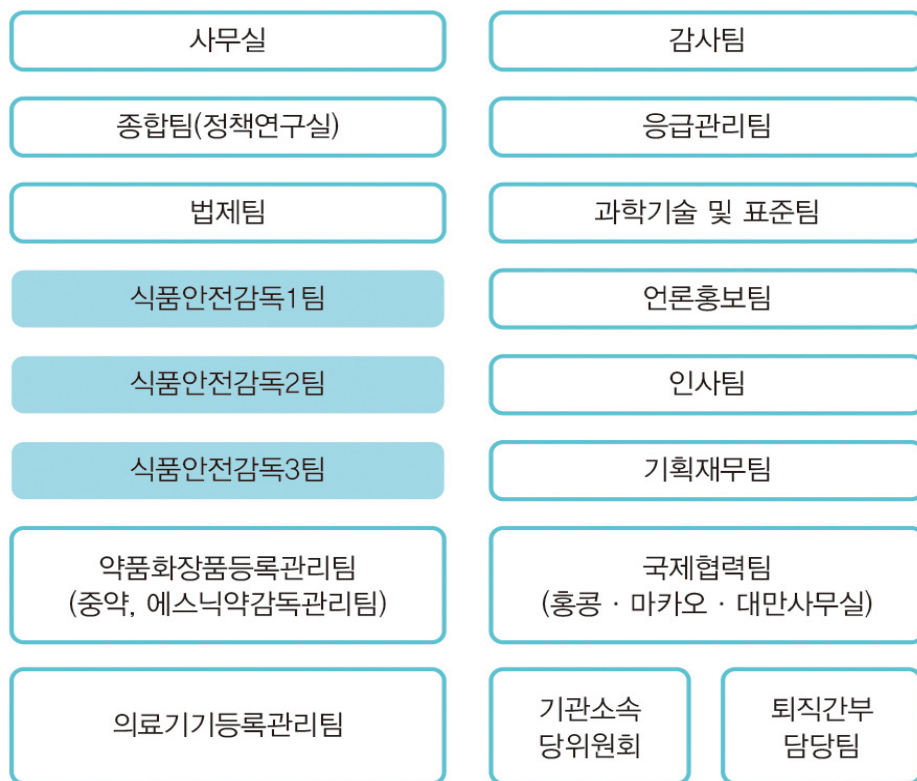 사무실
감사팀
종합팀(정책연구실)
응급관리팀
법제팀
과학기술 및 표준팀
식품안전감독1팀
언론홍보팀
식품안전감독2팀
인사팀
식품안전감독3팀
기획재무팀
약품화장품등록관리팀
(중약, 에스닉약감독관리팀)
국제협력팀
(홍콩 · 마카오 · 대만사무실)
의료기기등록관리팀
기관소속
당위원회
퇴직간부
담당팀